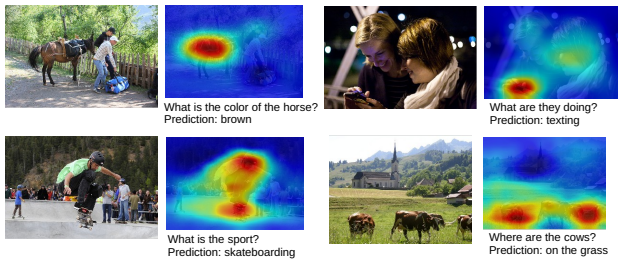 What is the color of the horse?
Prediction: brown
What are they doing?
Prediction: texting
What is the sport?
Prediction: skateboarding
Where are the cows?
Prediction: on the grass